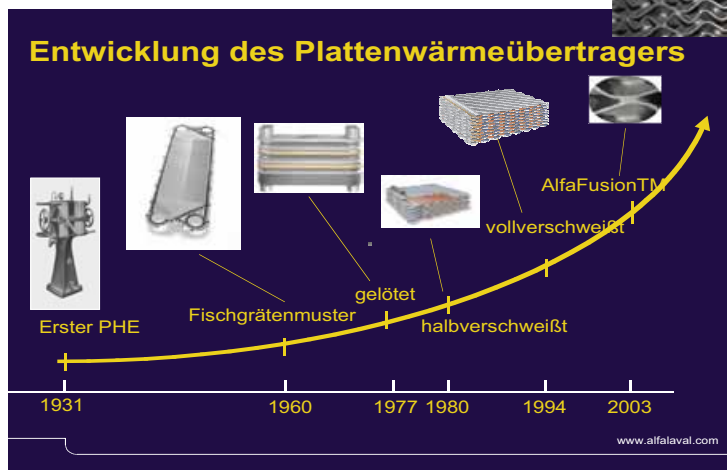 Entwicklung des Plattenwärmeübertragers
AlfaFusionTM
vollverschweißt
gelötet
Fischgrätenmuster
halbverschweißt
Erster PHE
1931
1960
1977
1980
1994
2003
www.alfalaval.com